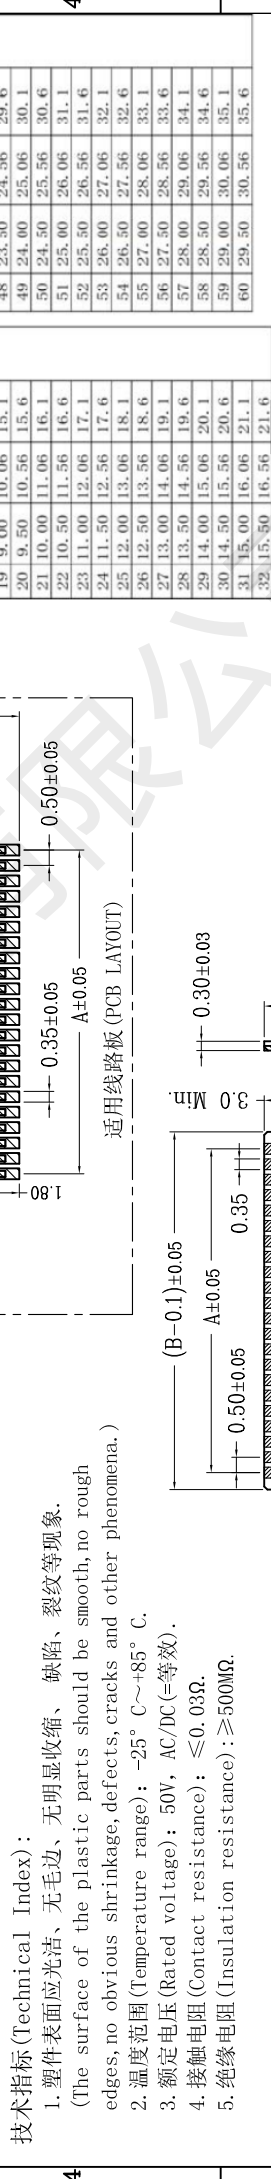 4
48 23.50 24.56 29.6
49 24.00 25.06 30.1
50 24.50 25.56 30.6
51 25.00 26.06 31.1
52 25.50 26.56 31.6
53 26.00 27.06 32.1
54 26.50 27.56 32.6
55 27.00 28.06 33.1
56 27.50 28.56 33.6
57 28.00 29.06 34.1
58 28.50 29.56 34.6
59 29.00 30.06 35.1
60 29.50 30.56 35.6
19 9.00 10.06 15.1
20 9.50 10.56 15.6
21 10.00 11.06 16.1
22 10.50 11.56 16.6
23 11.00 12.06 17.1
24 11.50 12.56 17.6
25 12.00 13.06 18.1
26 12.50 13.56 18.6
27 13.00 14.06 19.1
28 13.50 14.56 19.6
29 14.00 15.06 20.1
30 14.50 15.56 20.6
31 15.00 16.06 21.1
32 15.50 16.56 21.6
限公
0.50±0.05
0.35±0.05
A±0.05
1.80
适用线路板(PCB LAYOUT)
0.30±0.03
3.0 Min.
(B-0.1)±0.05
A±0.05
0.35
0.50±0.05
技术指标(Technical Index):
1.塑件表面应光洁、无毛边、无明显收缩、缺陷、裂纹等现象.
(The surface of the plastic parts should be smooth,no rough
edges,no obvious shrinkage,defects,cracks and other phenomena.)
2.温度范围(Temperature range): -25° C～+85° C.
3.额定电压(Rated voltage): 50V, AC/DC(=等效).
4.接触电阻(Contact resistance): ≤0.03Ω.
5.绝缘电阻(Insulation resistance):≥500MΩ.
4